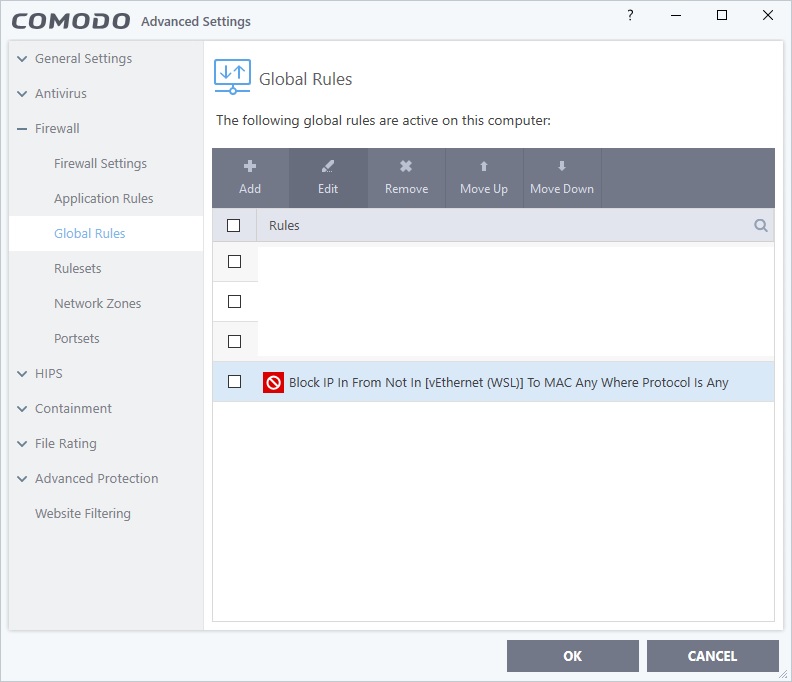 COMODO Advanced Settings
?
General Settings
Antivirus
Firewall
Firewall Settings
Application Rules
Global Rules
Rulesets
Network Zones
Portsets
HIPS
Containment
File Rating
Advanced Protection
Website Filtering
Global Rules
The following global rules are active on this computer:
Add Edit Remove Move Up Move Down
Rules
Block IP In From Not In [vEthernet (WSL)] To MAC Any Where Protocol Is Any
OK CANCEL